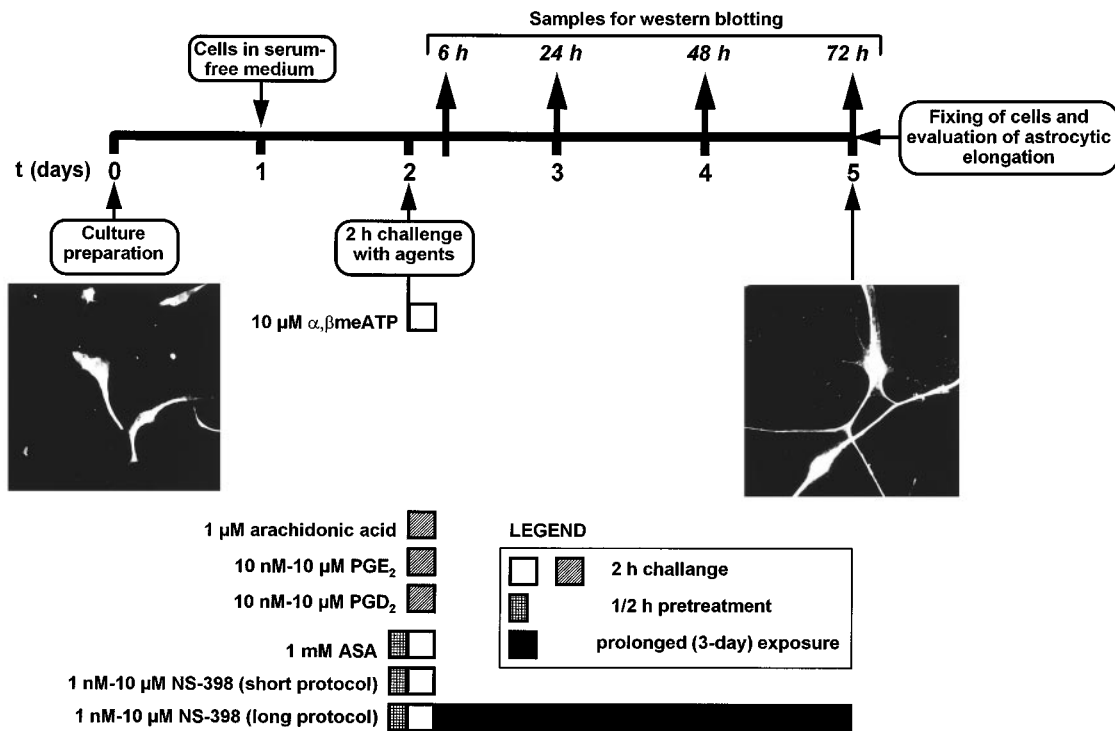 Samples for western blotting
Cells in serum-
free medium
6 h 24 h 48 h 72 h
Fixing of cells and
evaluation of astrocytic
elongation
t (days) 0 1 2 3 4 5
Culture
preparation
2 h challenge
with agents
10 µM α,βmeATP
1 µM arachidonic acid
10 nM-10 µM PGE₂
10 nM-10 µM PGD₂
1 mM ASA
1 nM-10 µM NS-398 (short protocol)
1 nM-10 µM NS-398 (long protocol)
LEGEND
2 h challange
1/2 h pretreatment
prolonged (3-day) exposure